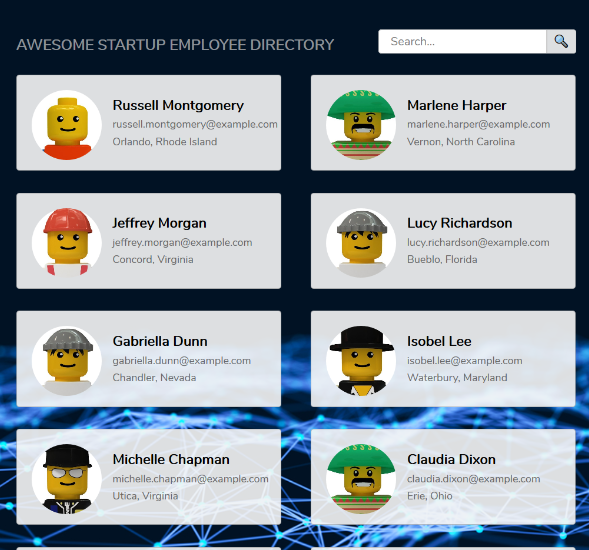 AWESOME STARTUP EMPLOYEE DIRECTORY
Search...
Russell Montgomery
russell.montgomery@example.com
Orlando, Rhode Island
Marlene Harper
marlene.harper@example.com
Vernon, North Carolina
Jeffrey Morgan
jeffrey.morgan@example.com
Concord, Virginia
Lucy Richardson
lucy.richardson@example.com
Bueblo, Florida
Gabriella Dunn
gabriella.dunn@example.com
Chandler, Nevada
Isobel Lee
isobel.lee@example.com
Waterbury, Maryland
Michelle Chapman
michelle.chapman@example.com
Utica, Virginia
Claudia Dixon
claudia.dixon@example.com
Erie, Ohio